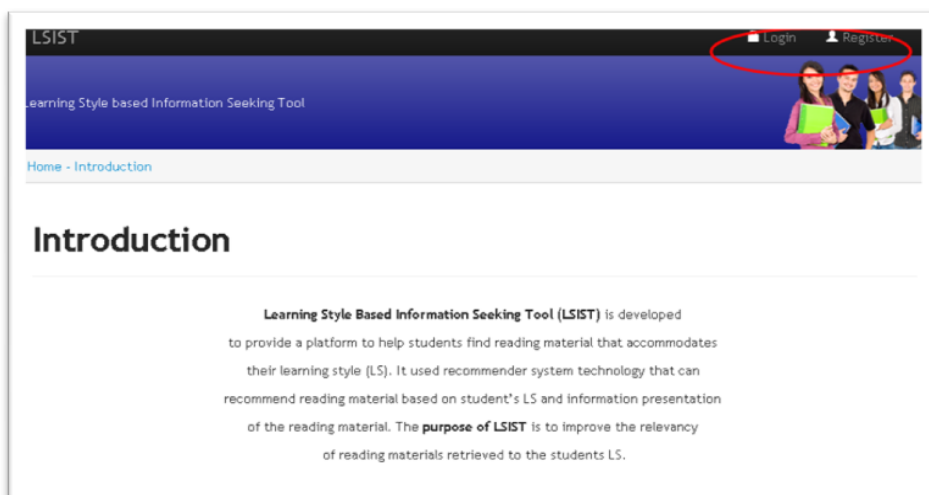 LSIST
Login Register
Learning Style based Information Seeking Tool
Home - Introduction
Introduction
Learning Style Based Information Seeking Tool (LSIST) is developed
to provide a platform to help students find reading material that accommodates
their learning style (LS). It used recommender system technology that can
recommend reading material based on student's LS and information presentation
of the reading material. The purpose of LSIST is to improve the relevancy
of reading materials retrieved to the students LS.